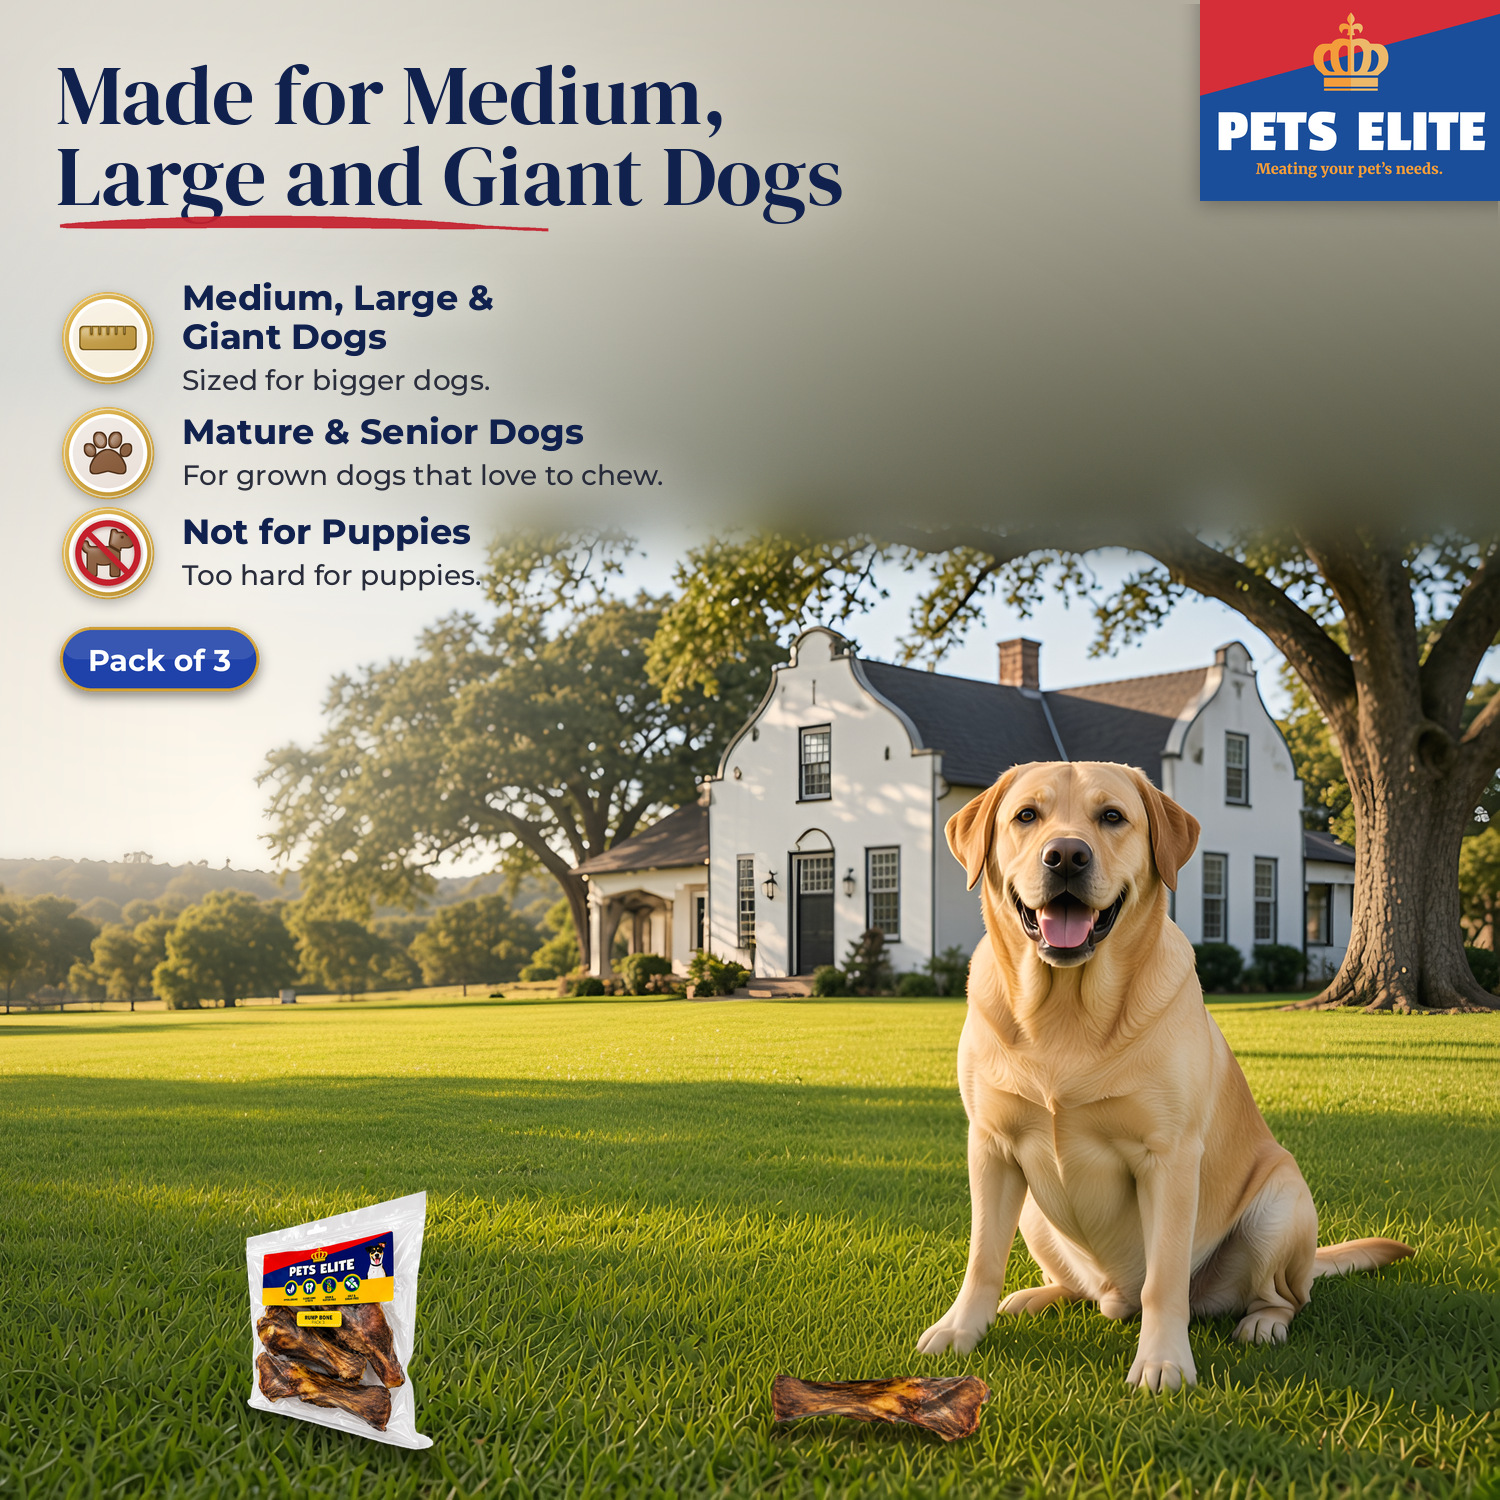 Made for Medium,
Large and Giant Dogs
PETS ELITE
Meating your pet's needs.
Medium, Large &
Giant Dogs
Sized for bigger dogs.
Mature & Senior Dogs
For grown dogs that love to chew.
Not for Puppies
Too hard for puppies.
Pack of 3
PETS ELITE
RUMP BONE